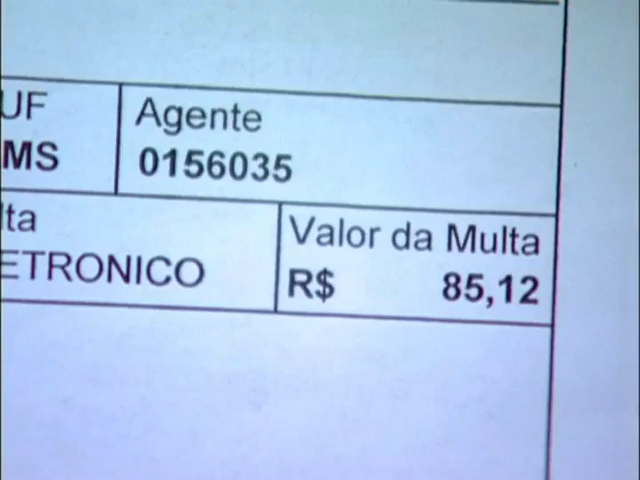 UF Agente
MS 0156035
lta Valor da Multa
ETRONICO R$ 85,12